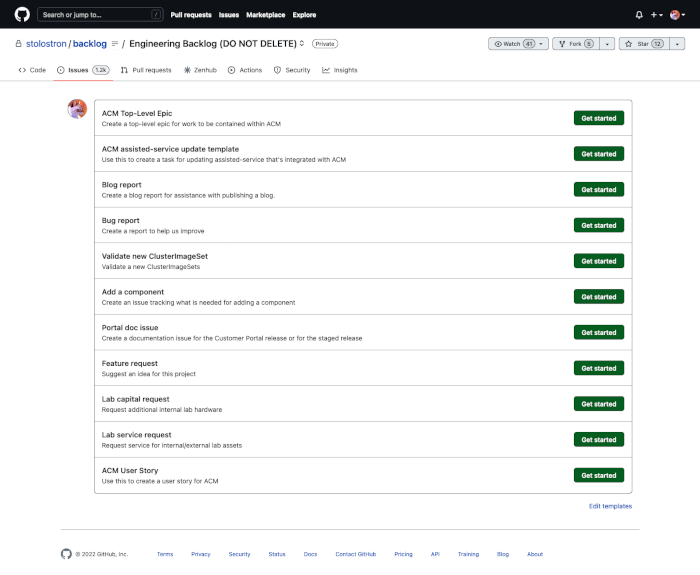 Search or jump to... /
Pull requests Issues Marketplace Explore
stolostron / backlog / Engineering Backlog (DO NOT DELETE) Private
Watch 41 Fork 5 Star 12
Code Issues 1.2k Pull requests Zenhub Actions Security Insights
ACM Top-Level Epic
Create a top-level epic for work to be contained within ACM
Get started
ACM assisted-service update template
Use this to create a task for updating assisted-service that's integrated with ACM
Get started
Blog report
Create a blog report for assistance with publishing a blog.
Get started
Bug report
Create a report to help us improve
Get started
Validate new ClusterImageSet
Validate a new ClusterImageSets
Get started
Add a component
Create an issue tracking what is needed for adding a component
Get started
Portal doc issue
Create a documentation issue for the Customer Portal release or for the staged release
Get started
Feature request
Suggest an idea for this project
Get started
Lab capital request
Request additional internal lab hardware
Get started
Lab service request
Request service for internal/external lab assets
Get started
ACM User Story
Use this to create a user story for ACM
Get started
Edit templates
© 2022 GitHub, Inc. Terms Privacy Security Status Docs Contact GitHub Pricing API Training Blog About